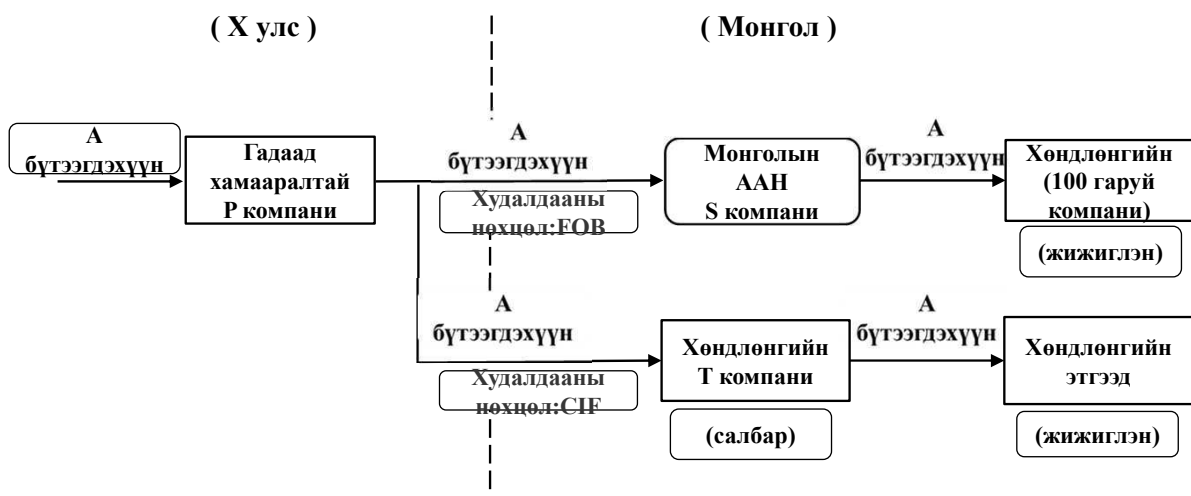 ( X улс )
( Монгол )
А
бүтээгдэхүүн
Гадаад
хамааралтай
P компани
А
бүтээгдэхүүн
Худалдааны
нөхцөл:FOB
Монголын
ААН
S компани
А
бүтээгдэхүүн
Хөндлөнгийн
(100 гаруй
компани)
(жижиглэн)
А
бүтээгдэхүүн
Худалдааны
нөхцөл:CIF
Хөндлөнгийн
T компани
(салбар)
А
бүтээгдэхүүн
Хөндлөнгийн
этгээд
(жижиглэн)